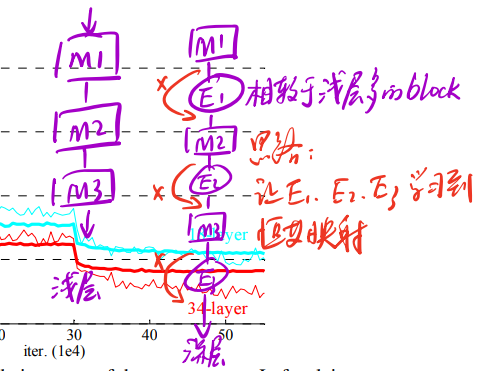 M1
M2
M3
浅层
M1
E1
M2
E2
M3
E3
深层
相较于浅层多的block
思路:
让E1、E2、E3学习到
恒等映射
x
x
x
layer
34-layer
30
40
50
iter. (1e4)